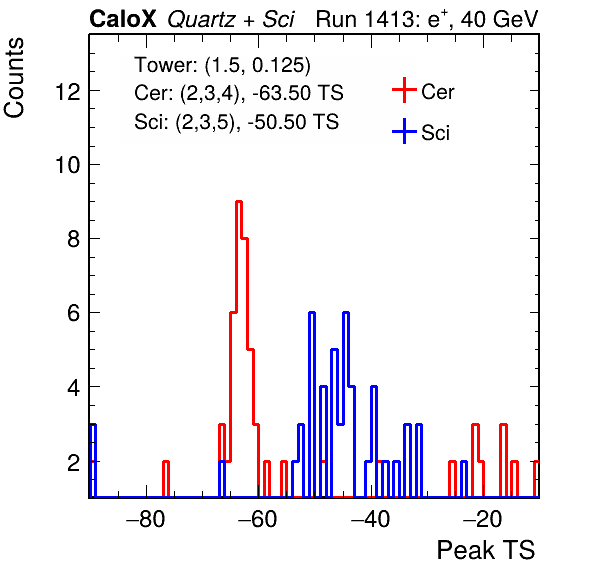 CaloX Quartz + Sci Run 1413: e⁺, 40 GeV
Counts
Tower: (1.5, 0.125)
Cer: (2,3,4), -63.50 TS
Sci: (2,3,5), -50.50 TS
Cer
Sci
12
10
8
6
4
2
−80 −60 −40 −20
Peak TS